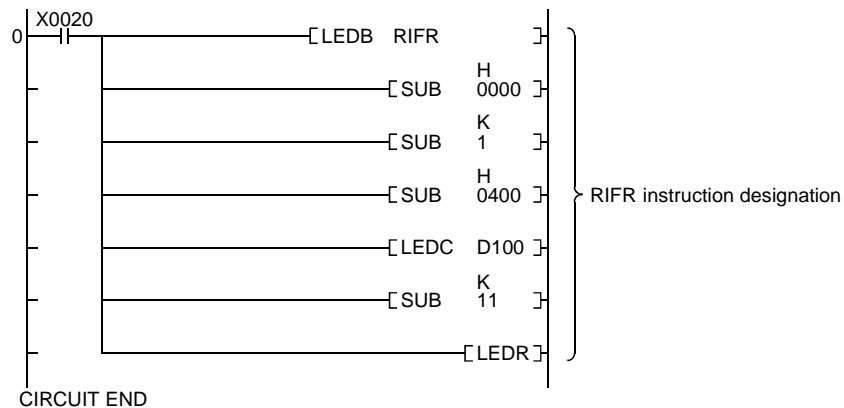 X0020
0 LEDB RIFR
H
SUB 0000
K
SUB 1
H
SUB 0400
RIFR instruction designation
LEDC D100
K
SUB 11
LEDR
CIRCUIT END